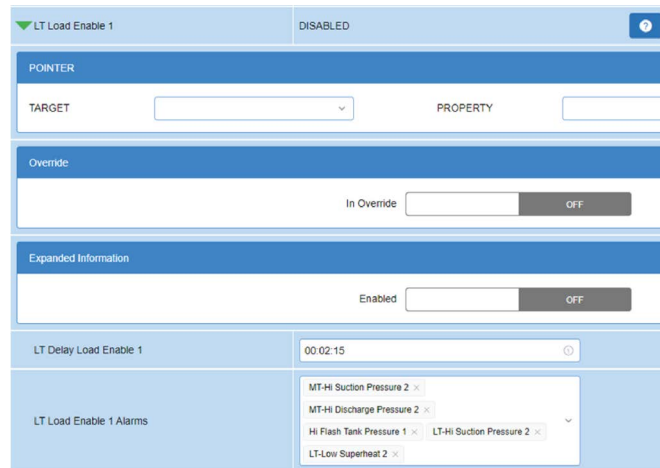 LT Load Enable 1 DISABLED ?
POINTER
TARGET PROPERTY
Override
In Override OFF
Expanded Information
Enabled OFF
LT Delay Load Enable 1 00:02:15
MT-Hi Suction Pressure 2 ×
MT-Hi Discharge Pressure 2 ×
LT Load Enable 1 Alarms
Hi Flash Tank Pressure 1 × LT-Hi Suction Pressure 2 ×
LT-Low Superheat 2 ×